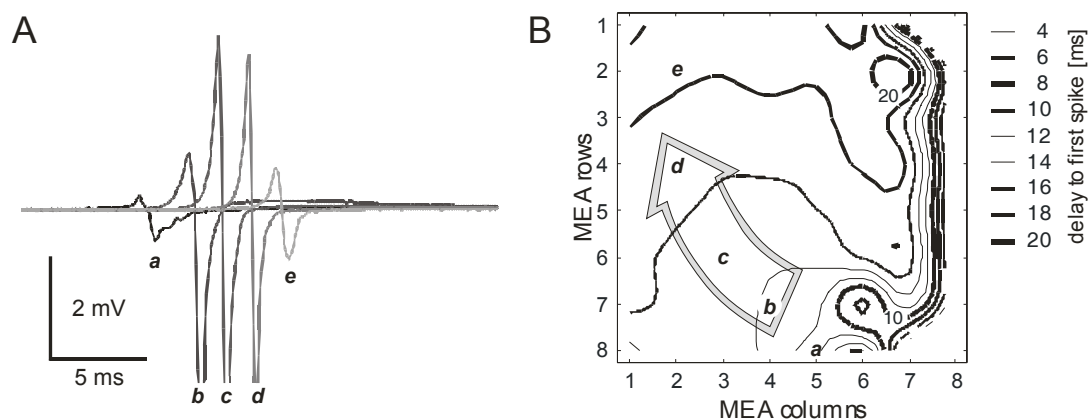 A
a
b
c
d
e
2 mV
5 ms
B
MEA rows
1
2
3
4
5
6
7
8
e
d
c
b
a
20
10
1 2 3 4 5 6 7 8
MEA columns
4
6
8
10
12
14
16
18
20
delay to first spike [ms]